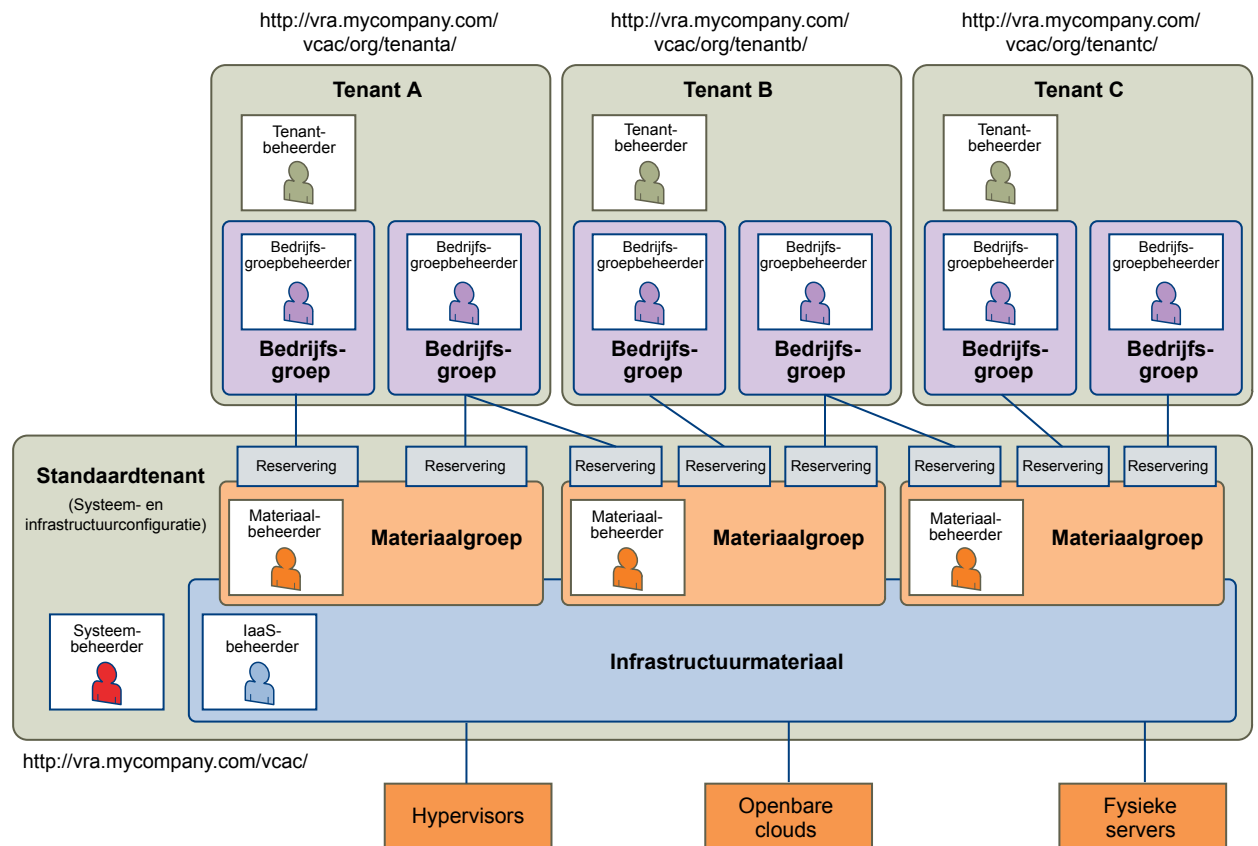 http://vra.mycompany.com/
vcac/org/tenanta/
http://vra.mycompany.com/
vcac/org/tenantb/
http://vra.mycompany.com/
vcac/org/tenantc/
Tenant A
Tenant-
beheerder
Bedrijfs-
groepbeheerder
Bedrijfs-
groep
Bedrijfs-
groepbeheerder
Bedrijfs-
groep
Tenant B
Tenant-
beheerder
Bedrijfs-
groepbeheerder
Bedrijfs-
groep
Bedrijfs-
groepbeheerder
Bedrijfs-
groep
Tenant C
Tenant-
beheerder
Bedrijfs-
groepbeheerder
Bedrijfs-
groep
Bedrijfs-
groepbeheerder
Bedrijfs-
groep
Standaardtenant
(Systeem- en
infrastructuurconfiguratie)
Reservering
Reservering
Reservering
Reservering
Reservering
Reservering
Reservering
Reservering
Materiaal-
beheerder
Materiaalgroep
Materiaal-
beheerder
Materiaalgroep
Materiaal-
beheerder
Materiaalgroep
Systeem-
beheerder
IaaS-
beheerder
Infrastructuurmateriaal
http://vra.mycompany.com/vcac/
Hypervisors
Openbare
clouds
Fysieke
servers